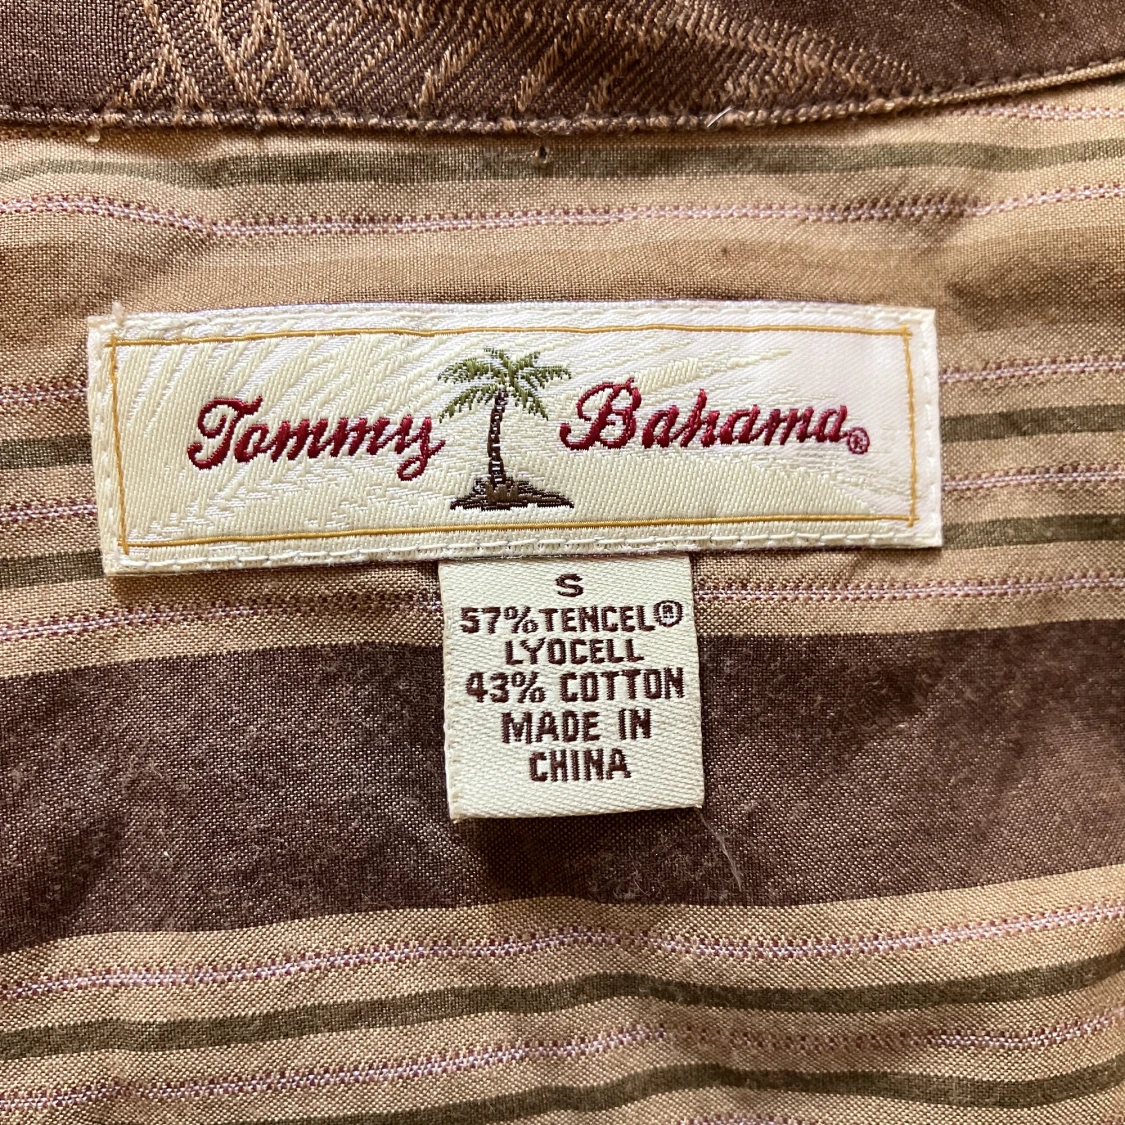 Tommy Bahama®
S
57% TENCEL®
LYOCELL
43% COTTON
MADE IN
CHINA